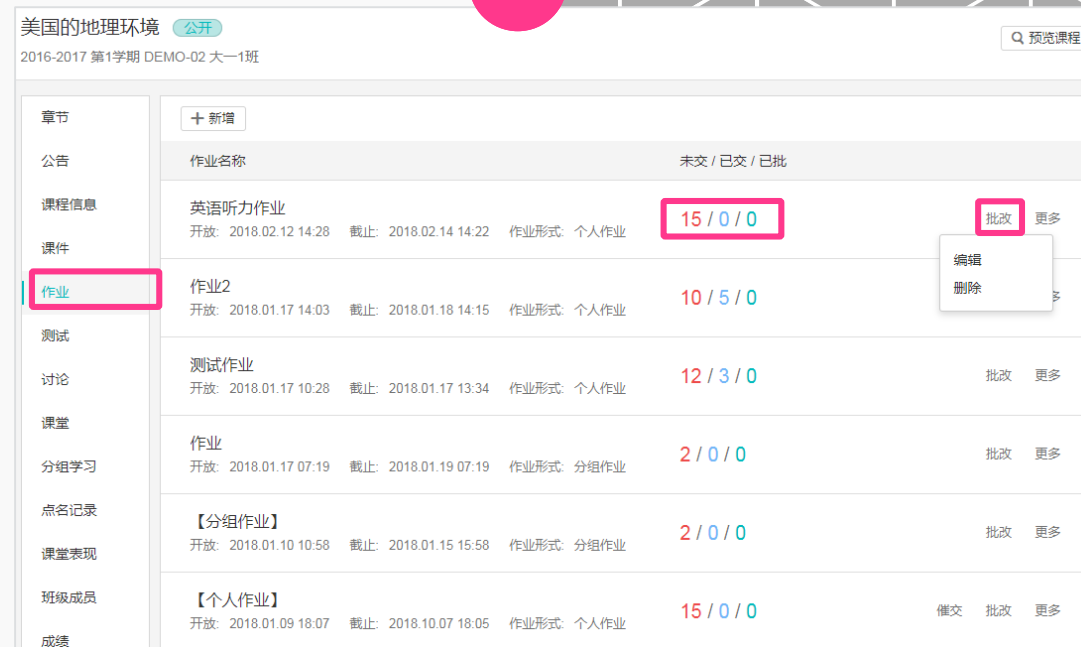 美国的地理环境 公开
预览课程
2016-2017 第1学期 DEMO-02 大一1班
章节
公告
课程信息
课件
作业
测试
讨论
课堂
分组学习
点名记录
课堂表现
班级成员
成绩
新增
作业名称 未交 / 已交 / 已批
英语听力作业
开放: 2018.02.12 14:28 截止: 2018.02.14 14:22 作业形式: 个人作业
15 / 0 / 0
批改 更多
编辑
删除
作业2
开放: 2018.01.17 14:03 截止: 2018.01.18 14:15 作业形式: 个人作业
10 / 5 / 0
测试作业
开放: 2018.01.17 10:28 截止: 2018.01.17 13:34 作业形式: 个人作业
12 / 3 / 0
批改 更多
作业
开放: 2018.01.17 07:19 截止: 2018.01.19 07:19 作业形式: 分组作业
2 / 0 / 0
批改 更多
【分组作业】
开放: 2018.01.10 10:58 截止: 2018.01.15 15:58 作业形式: 分组作业
2 / 0 / 0
批改 更多
【个人作业】
开放: 2018.01.09 18:07 截止: 2018.10.07 18:05 作业形式: 个人作业
15 / 0 / 0
催交 批改 更多